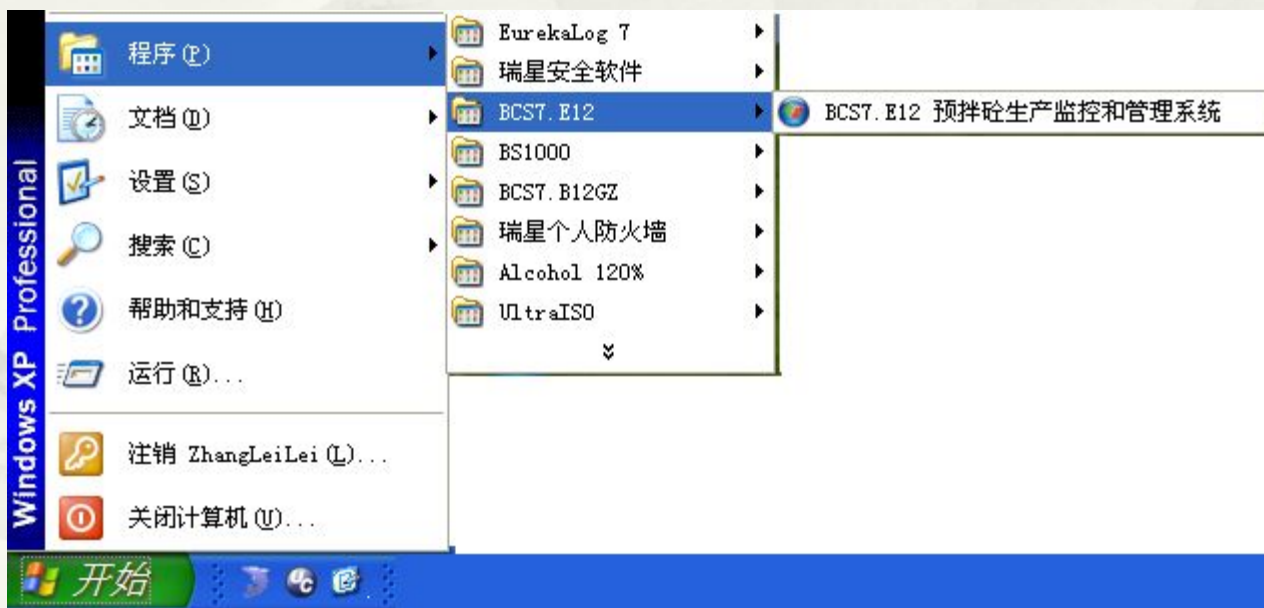 程序(P)
文档(D)
设置(S)
搜索(C)
帮助和支持(H)
运行(R)...
注销 ZhangLeiLei(L)...
关闭计算机(U)...
Windows XP Professional
开始
EurekaLog 7
瑞星安全软件
BCS7.E12
BS1000
BCS7.B12GZ
瑞星个人防火墙
Alcohol 120%
UltraISO
BCS7.E12 预拌砼生产监控和管理系统